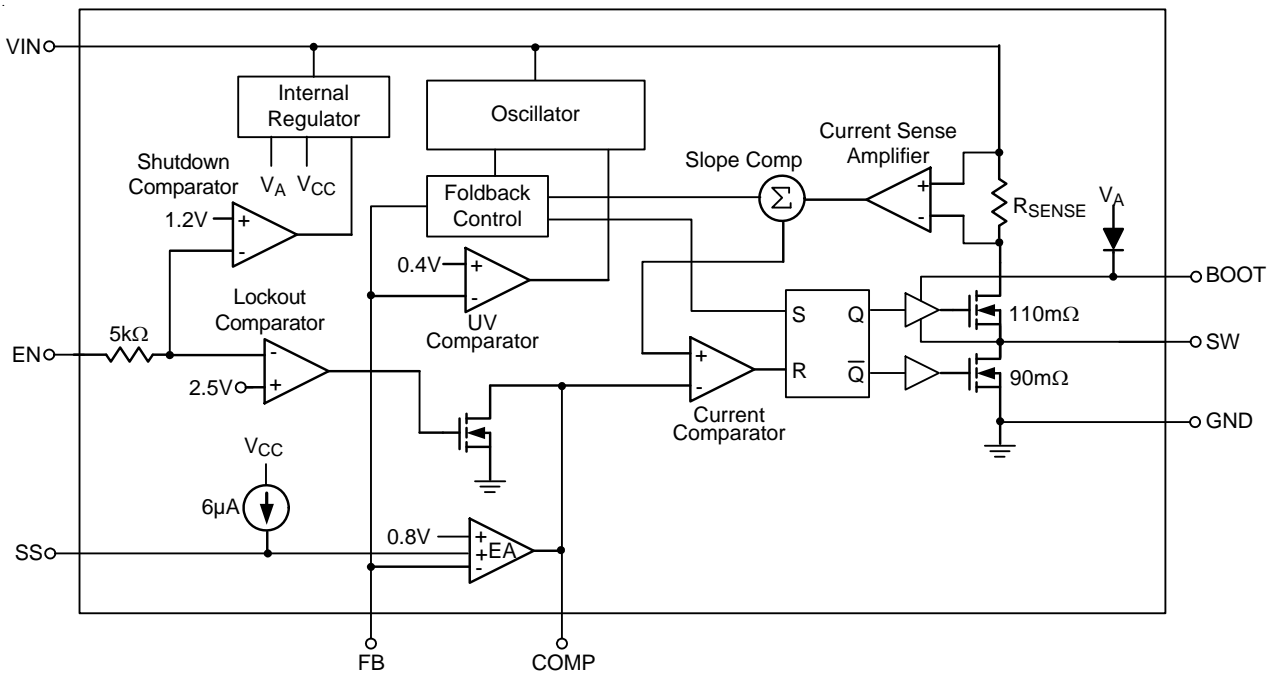 VIN
Internal
Regulator
Oscillator
Current Sense
Amplifier
Slope Comp
Shutdown
Comparator
VA
VCC
Foldback
Control
Σ
+
-
RSENSE
VA
1.2V
+
-
0.4V
+
-
BOOT
Lockout
Comparator
UV
Comparator
S
Q
110mΩ
5kΩ
EN
-
+
2.5V
+
-
R
Q̅
SW
90mΩ
Current
Comparator
GND
VCC
6µA
0.8V
+
+
-
EA
SS
FB
COMP